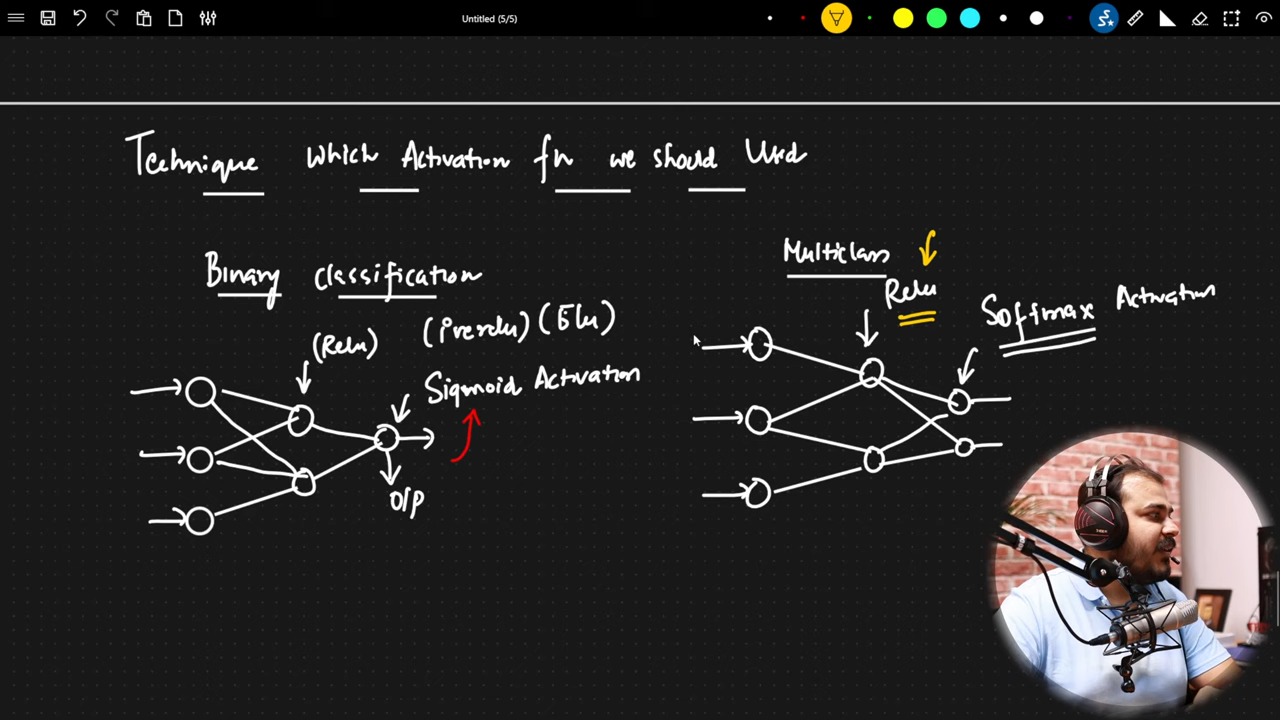 Untitled (5/5)
Technique Which Activation fn we should Used
Binary Classification
(Relu) (Prerelu) (Elu)
Sigmoid Activation
O/p
Multiclass
Relu
Softmax Activation